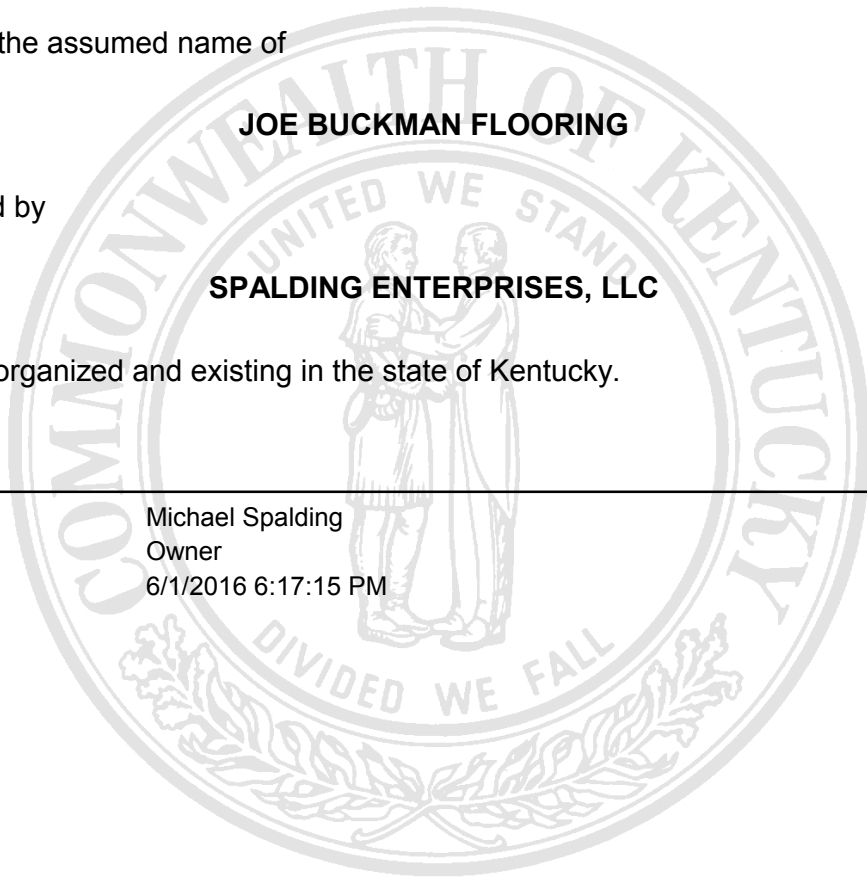 the assumed name of
JOE BUCKMAN FLOORING
d by
SPALDING ENTERPRISES, LLC
organized and existing in the state of Kentucky.
Michael Spalding
Owner
6/1/2016 6:17:15 PM
COMMONWEALTH OF KENTUCKY
UNITED WE STAND
DIVIDED WE FALL